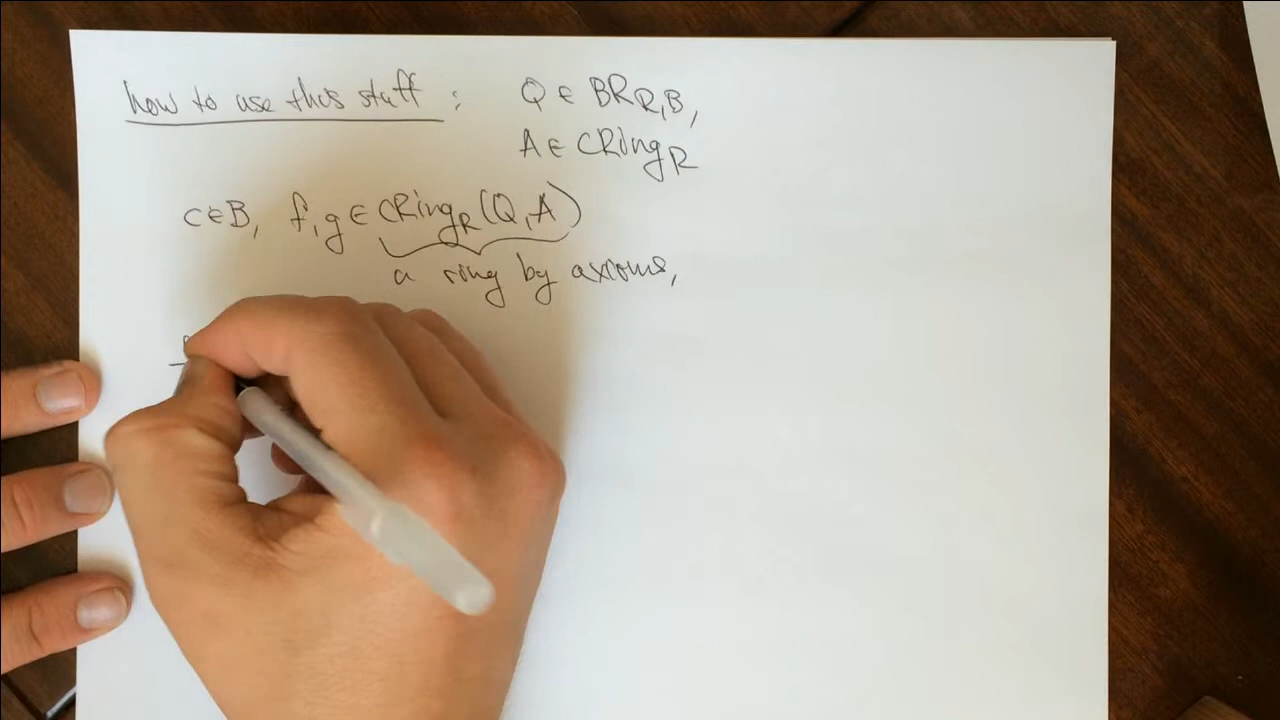 how to use this stuff : Q ∈ BR_{R,B},
A ∈ CRing_R
c∈B, f,g ∈ CRing_R(Q,A)
a ring by axioms,